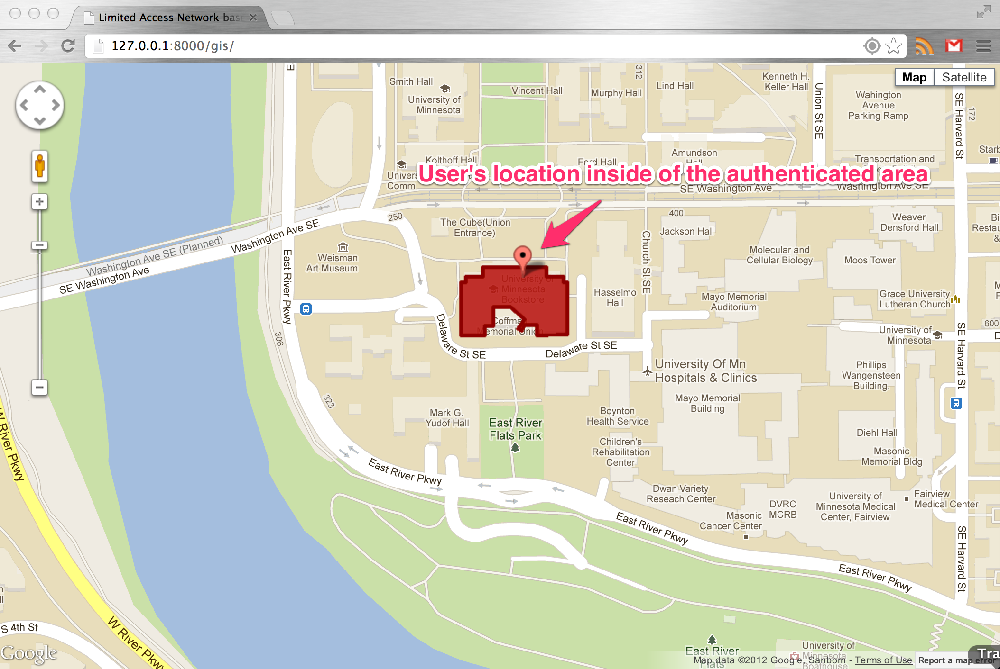 Limited Access Network bas
127.0.0.1:8000/gis/
Map
Satellite
E
Smith Hall
University of
Minnesota
Vincent Hall
Murphy Hall
312
Lind Hall
Kenneth H.
Keller Hall
Union St SE
Wahington
Avenue
Parking Ramp
SE Harvard St
172
Kolthoff Hall
Ford Hall
Amundson
Hall
Transportation and
Starb
Univers
Comm
User's location inside of the authenticated area
SE Washington Ave
Washington Ave SE
250
400
The Cube(Union
Entrance)
Jackson Hall
Weaver
Densford Hall
Bi
Restau
&
Washington Ave SE (Planned)
Washington Ave SE
SE Washington Ave
East River Pkwy
Weisman
Art Museum
Church St SE
Molecular and
Cellular Biology
Moos Tower
University of
Minnesota
Bookstore
Hasselmo
Hall
Mayo Memorial
Auditorium
Grace University
Lutheran Church
M
P
Coffma
Memorial Union
Delaware St SE
Delaware St SE
306
University of
Minnesota
600
D
SE Harvard St
University Of Mn
Hospitals & Clinics
Phillips
Wangensteen
Building.
323
Mayo Memorial
Building
Mark G.
Yudof Hall
East River
Flats Park
Boynton
Health Service
Diehl Hall
Children's
Rehabilitation
Center
Masonic
Memorial Bldg
W River Pkwy
East River Pkwy
Dwan Variety
Reseach Center
DVRC
MCRB
University of
Minnesota Medical
Center, Fairview
Fairview
Medical Center
Masonic
Cancer Center
East River Pkwy
SE Harvard St
East River Pkwy
n
ll
S 4th St
W River Pkwy
Google
East River
Flats
University of
Minnesota
Boathouse
Map data ©2012 Google, Sanborn - Terms of Use
Report a map error
Tra